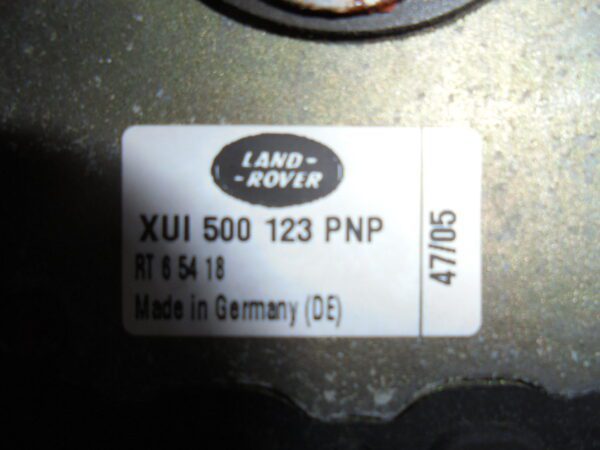 LAND-
-ROVER
XUI 500 123 PNP
RT 6 54 18
Made in Germany (DE)
47/05